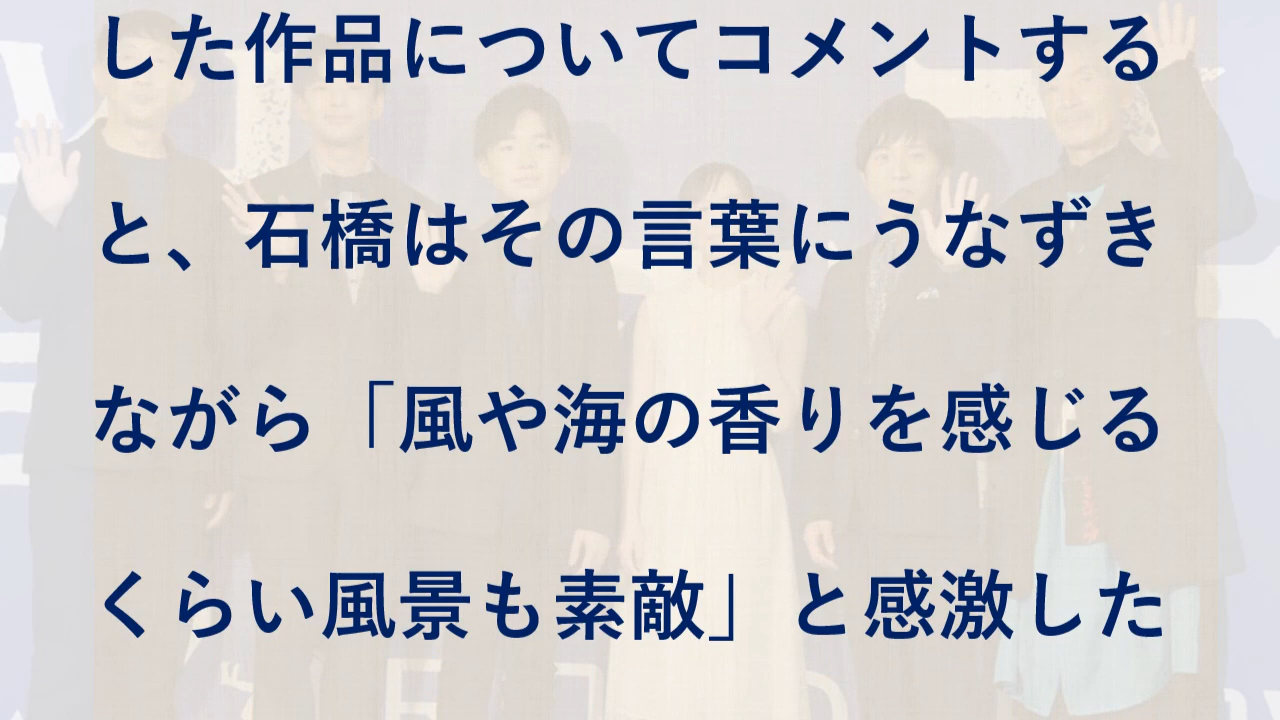 した作品についてコメントする
と、石橋はその言葉にうなずき
ながら「風や海の香りを感じる
くらい風景も素敵」と感激した